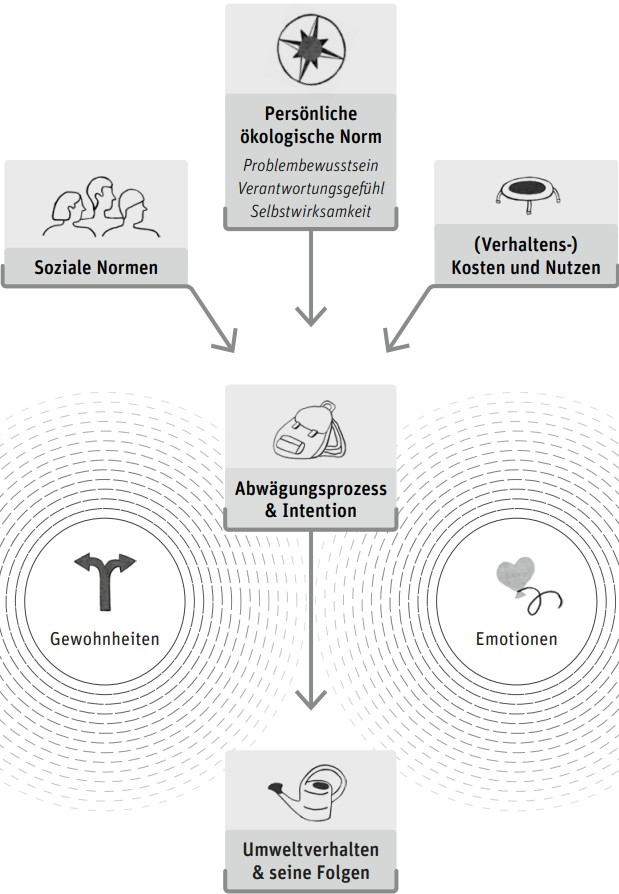 Persönliche
ökologische Norm
Problembewusstsein
Verantwortungsgefühl
Selbstwirksamkeit
Soziale Normen
(Verhaltens-)
Kosten und Nutzen
Abwägungsprozess
& Intention
Gewohnheiten
Emotionen
Umweltverhalten
& seine Folgen